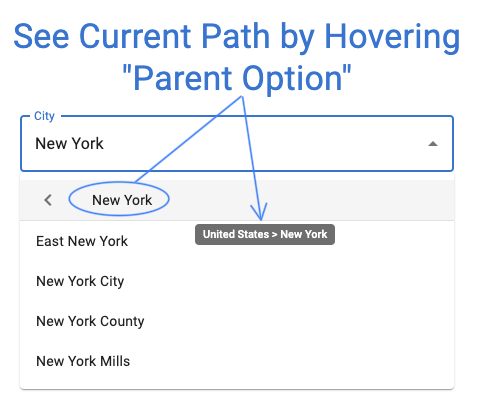 See Current Path by Hovering
"Parent Option"
City
New York
New York
United States > New York
East New York
New York City
New York County
New York Mills